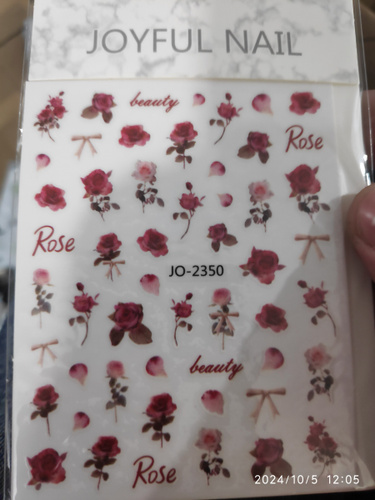 JOYFUL NAIL
beauty
Rose
Rose
JO-2350
beauty
Rose
2024/10/5 12:05